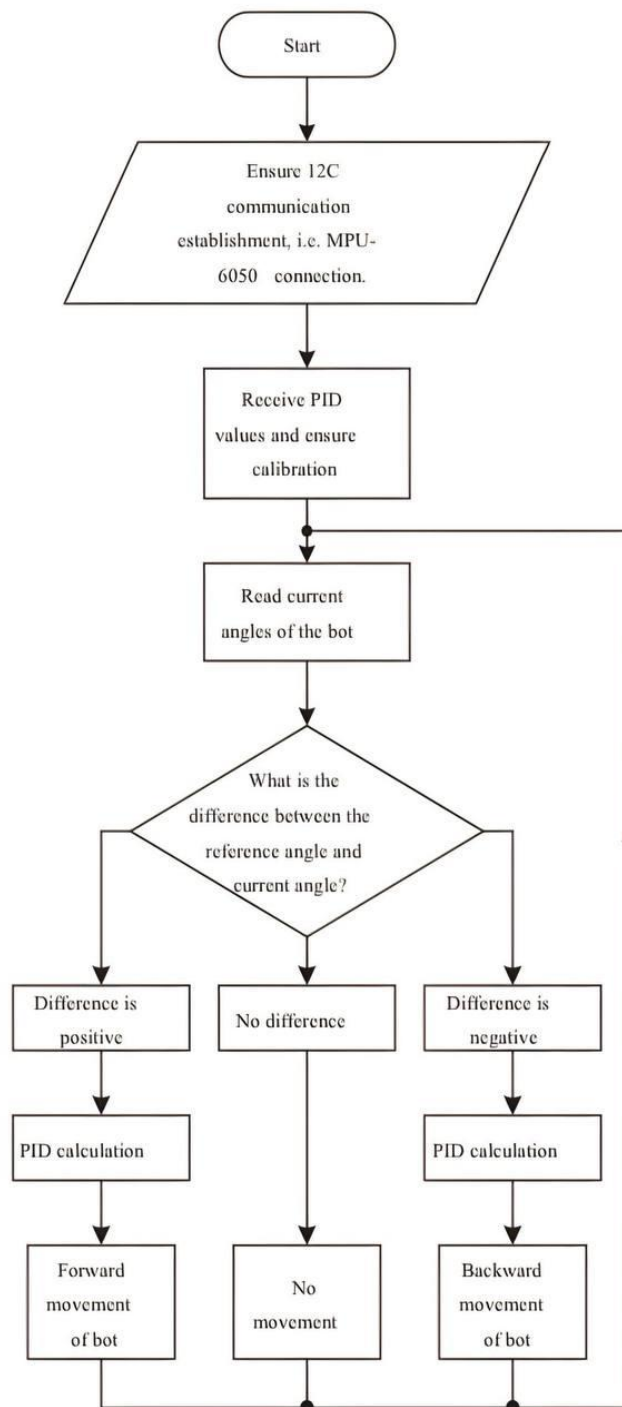 Start
Ensure 12C
communication
establishment, i.e. MPU-
6050 connection.
Receive PID
values and ensure
calibration
Read current
angles of the bot
What is the
difference between the
reference angle and
current angle?
Difference is
positive
No difference
Difference is
negative
PID calculation
PID calculation
Forward
movement
of bot
No
movement
Backward
movement
of bot